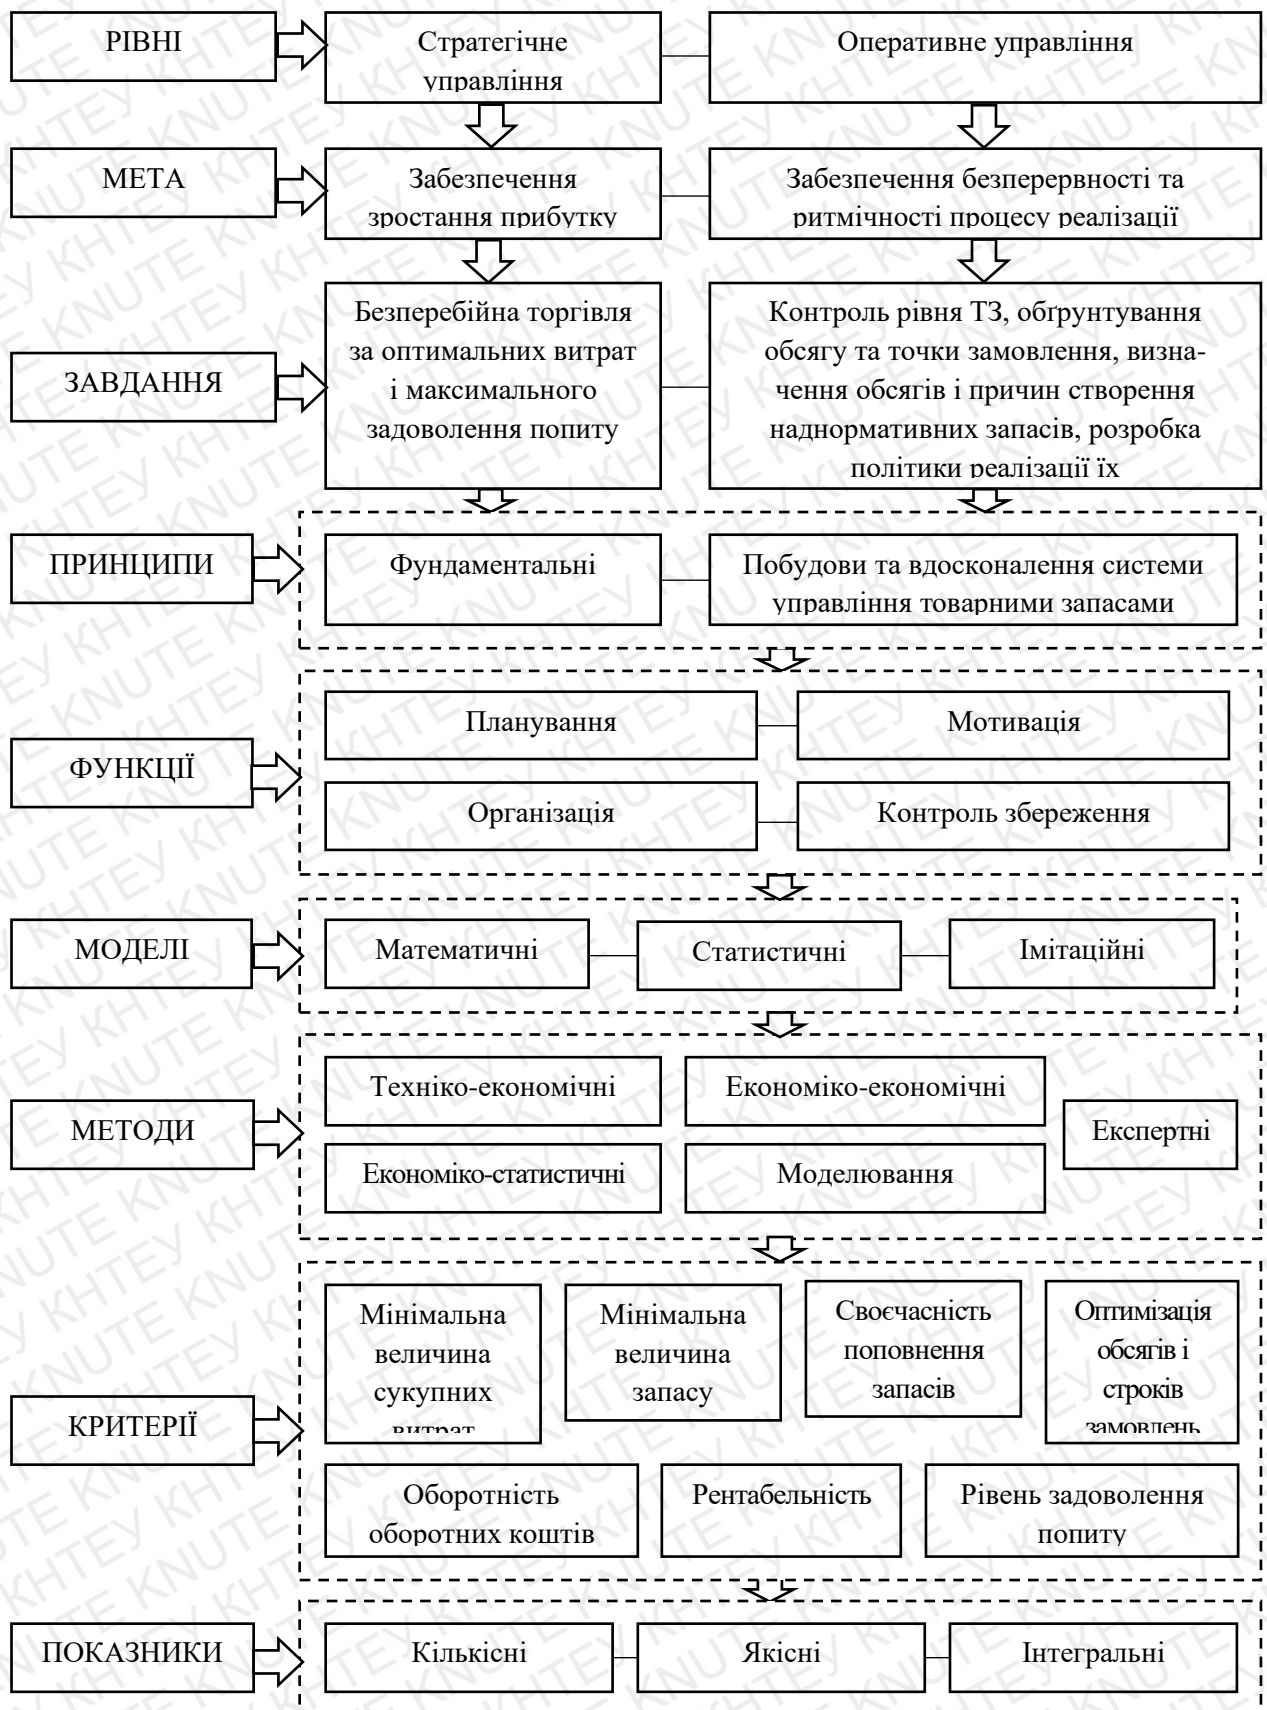 РІВНІ
Стратегічне
управління
Оперативне управління
МЕТА
Забезпечення
зростання прибутку
Забезпечення безперервності та
ритмічності процесу реалізації
ЗАВДАННЯ
Безперебійна торгівля
за оптимальних витрат
і максимального
задоволення попиту
Контроль рівня ТЗ, обґрунтування
обсягу та точки замовлення, визна-
чення обсягів і причин створення
наднормативних запасів, розробка
політики реалізації їх
ПРИНЦИПИ
Фундаментальні
Побудови та вдосконалення системи
управління товарними запасами
ФУНКЦІЇ
Планування
Мотивація
Організація
Контроль збереження
МОДЕЛІ
Математичні
Статистичні
Імітаційні
МЕТОДИ
Техніко-економічні
Економіко-економічні
Експертні
Економіко-статистичні
Моделювання
КРИТЕРІЇ
Мінімальна
величина
сукупних
витрат
Мінімальна
величина
запасу
Своєчасність
поповнення
запасів
Оптимізація
обсягів і
строків
замовлень
Оборотність
оборотних коштів
Рентабельність
Рівень задоволення
попиту
ПОКАЗНИКИ
Кількісні
Якісні
Інтегральні
KNUTE КНТЕУ